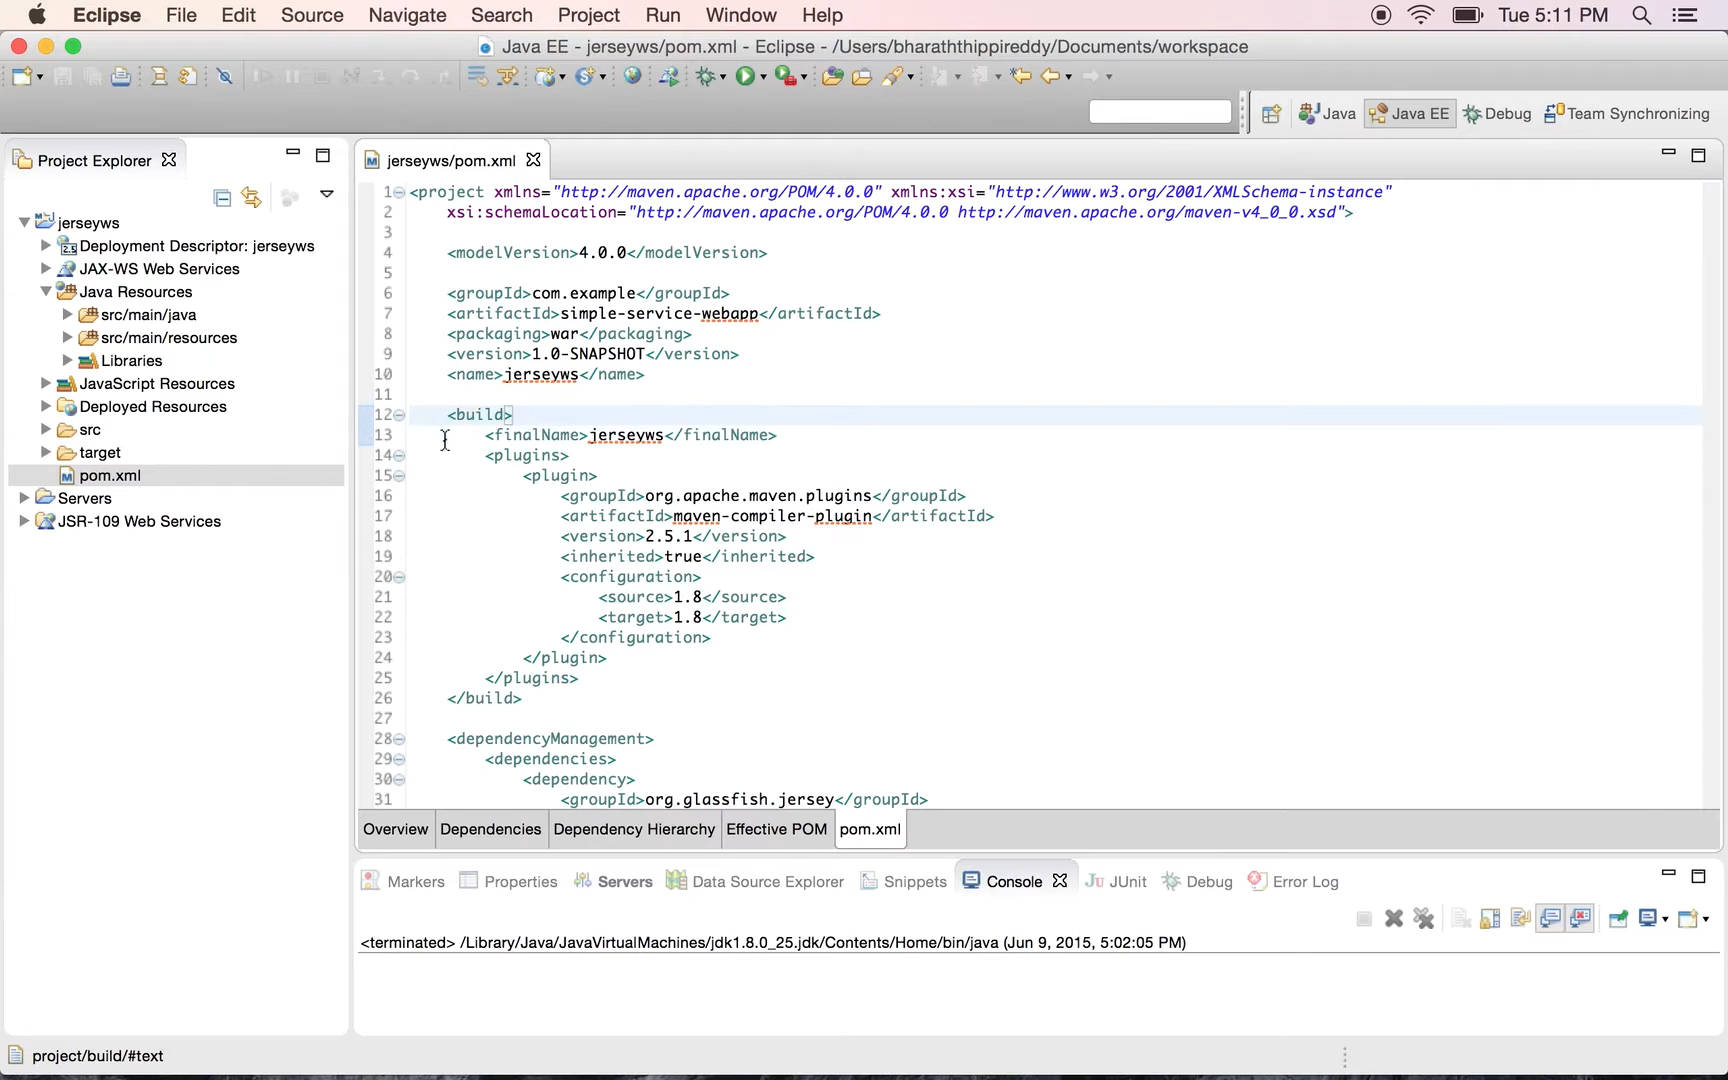 Eclipse File Edit Source Navigate Search Project Run Window Help Tue 5:11 PM
Java EE - jerseyws/pom.xml - Eclipse - /Users/bharaththippireddy/Documents/workspace
Java Java EE Debug Team Synchronizing
Project Explorer
jerseyws
Deployment Descriptor: jerseyws
JAX-WS Web Services
Java Resources
src/main/java
src/main/resources
Libraries
JavaScript Resources
Deployed Resources
src
target
pom.xml
Servers
JSR-109 Web Services
jerseyws/pom.xml
1 <project xmlns="http://maven.apache.org/POM/4.0.0" xmlns:xsi="http://www.w3.org/2001/XMLSchema-instance"
2 xsi:schemaLocation="http://maven.apache.org/POM/4.0.0 http://maven.apache.org/maven-v4_0_0.xsd">
3
4 <modelVersion>4.0.0</modelVersion>
5
6 <groupId>com.example</groupId>
7 <artifactId>simple-service-webapp</artifactId>
8 <packaging>war</packaging>
9 <version>1.0-SNAPSHOT</version>
10 <name>jerseyws</name>
11
12 <build>
13 <finalName>jerseyws</finalName>
14 <plugins>
15 <plugin>
16 <groupId>org.apache.maven.plugins</groupId>
17 <artifactId>maven-compiler-plugin</artifactId>
18 <version>2.5.1</version>
19 <inherited>true</inherited>
20 <configuration>
21 <source>1.8</source>
22 <target>1.8</target>
23 </configuration>
24 </plugin>
25 </plugins>
26 </build>
27
28 <dependencyManagement>
29 <dependencies>
30 <dependency>
31 <groupId>org.glassfish.jersey</groupId>
Overview Dependencies Dependency Hierarchy Effective POM pom.xml
Markers Properties Servers Data Source Explorer Snippets Console JUnit Debug Error Log
<terminated> /Library/Java/JavaVirtualMachines/jdk1.8.0_25.jdk/Contents/Home/bin/java (Jun 9, 2015, 5:02:05 PM)
project/build/#text